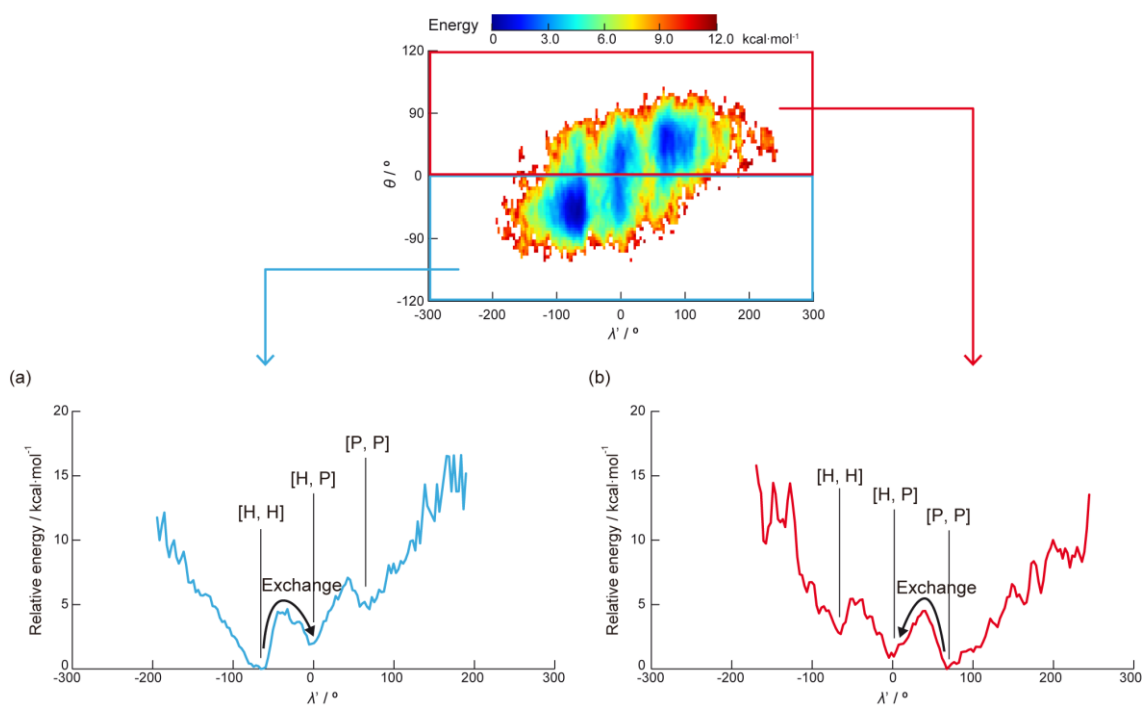 Energy
0 3.0 6.0 9.0 12.0 kcal·mol⁻¹
120
90
0
-90
-120
θ / º
-300 -200 -100 0 100 200 300
λ' / º
(a)
20
15
10
5
0
Relative energy / kcal·mol⁻¹
[H, H]
[H, P]
[P, P]
Exchange
-300 -200 -100 0 100 200 300
λ' / º
(b)
20
15
10
5
0
Relative energy / kcal·mol⁻¹
[H, H]
[H, P]
[P, P]
Exchange
-300 -200 -100 0 100 200 300
λ' / º